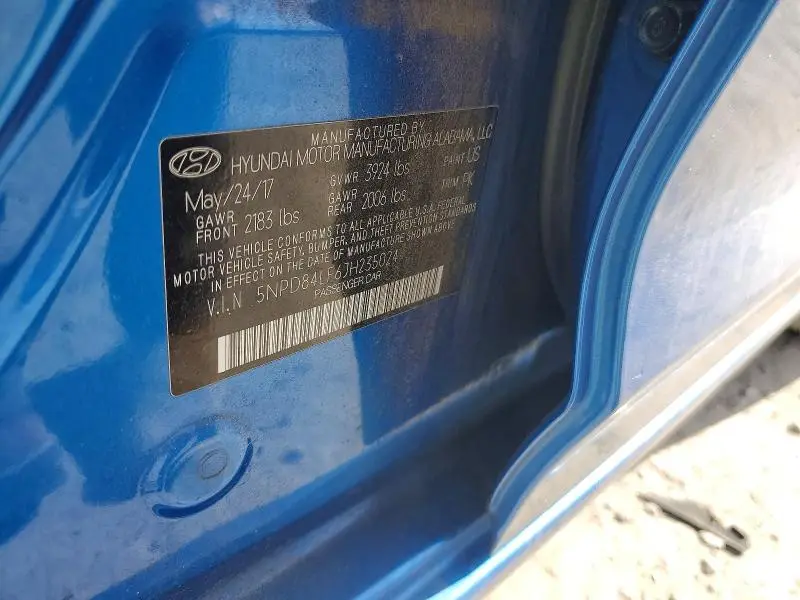 MANUFACTURED BY
HYUNDAI MOTOR MANUFACTURING ALABAMA, LLC
May/24/17 GVWR 3924 lbs PAINT US
GAWR FRONT 2183 lbs GAWR REAR 2006 lbs TRIM PK
THIS VEHICLE CONFORMS TO ALL APPLICABLE U.S.A. FEDERAL
MOTOR VEHICLE SAFETY, BUMPER, AND THEFT PREVENTION STANDARDS
IN EFFECT ON THE DATE OF MANUFACTURE SHOWN ABOVE
V.I.N 5NPD84LF6JH255024
PASSENGER CAR